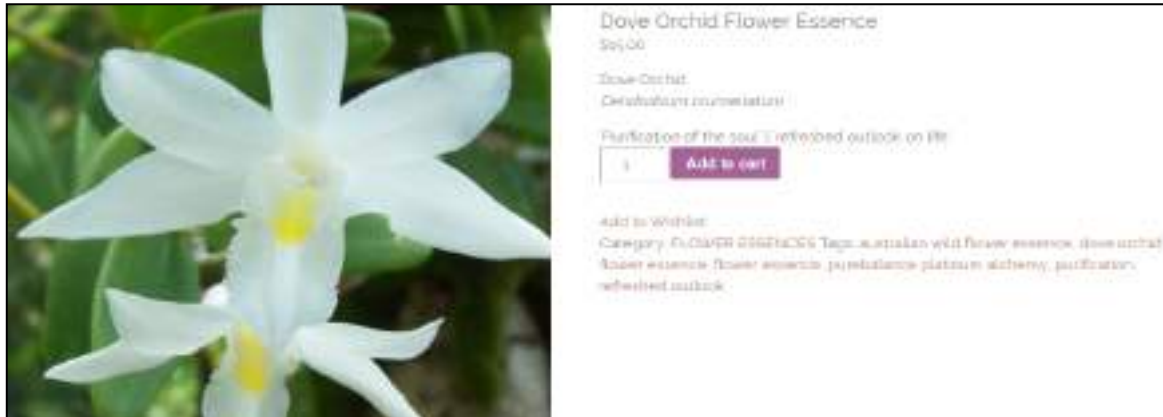 Dove Orchid Flower Essence
Dove Orchid
Dendrobium crumenatum
Purification of the soul | refreshed outlook on life
1
Add to cart
Add to Wishlist
Category: FLOWER ESSENCES Tags: australian wild flower essence, dove orchid
flower essence, flower essence, purebalance platinum alchemy, purification,
refreshed outlook